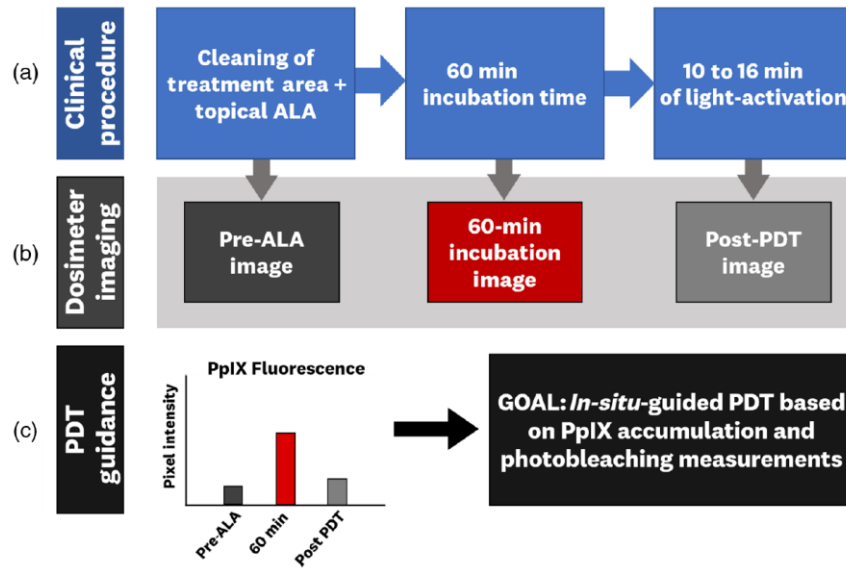 (a)
Clinical
procedure
Cleaning of
treatment area +
topical ALA
60 min
incubation time
10 to 16 min
of light-activation
(b)
Dosimeter
imaging
Pre-ALA
image
60-min
incubation
image
Post-PDT
image
(c)
PDT
guidance
PpIX Fluorescence
Pixel intensity
Pre-ALA
60 min
Post PDT
GOAL: In-situ-guided PDT based
on PpIX accumulation and
photobleaching measurements